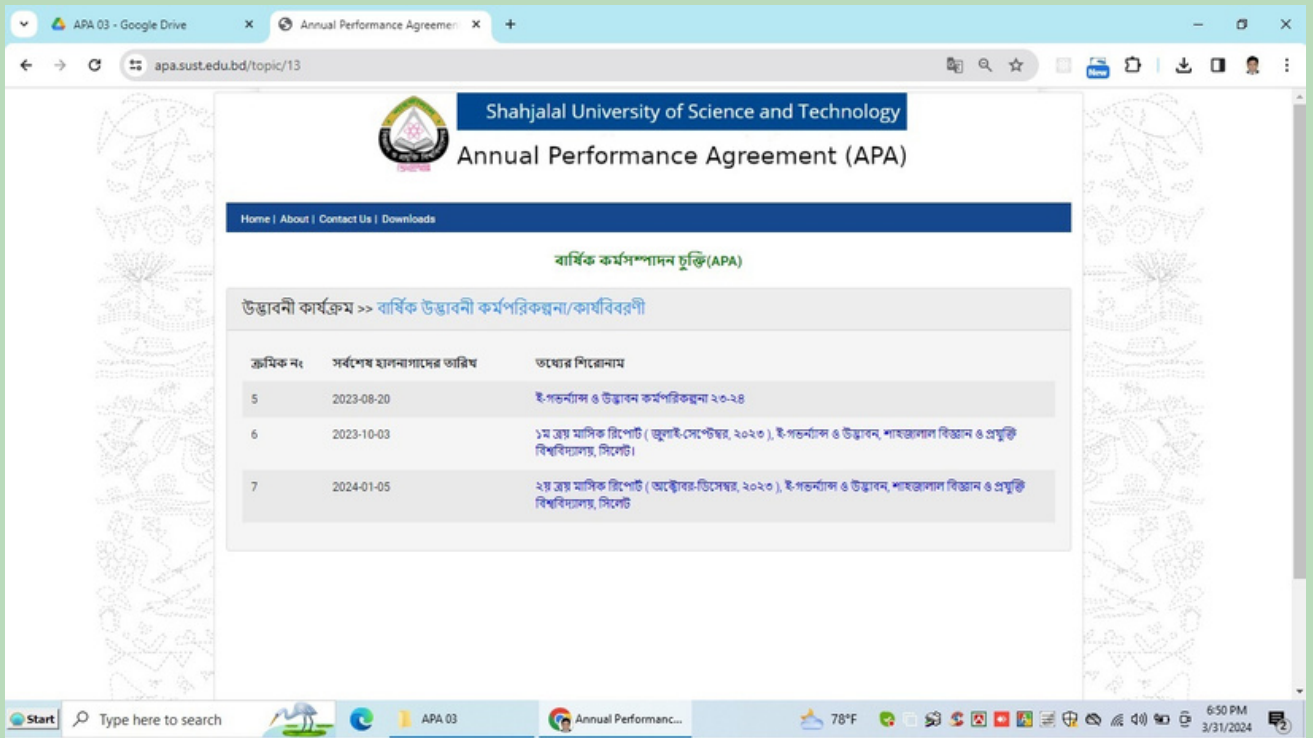 APA 03 - Google Drive
Annual Performance Agreemen
apa.sust.edu.bd/topic/13
New
Shahjalal University of Science and Technology
Annual Performance Agreement (APA)
Home | About | Contact Us | Downloads
বার্ষিক কর্মসম্পাদন চুক্তি(APA)
উদ্ভাবনী কার্যক্রম >> বার্ষিক উদ্ভাবনী কর্মপরিকল্পনা/কার্যবিবরণী
ক্রমিক নং সর্বশেষ হালনাগাদের তারিখ তথ্যের শিরোনাম
5 2023-08-20 ই-গভর্ন্যান্স ও উদ্ভাবন কর্মপরিকল্পনা ২৩-২৪
6 2023-10-03 ১ম ত্রয় মাসিক রিপোর্ট ( জুলাই-সেপ্টেম্বর, ২০২৩ ), ই-গভর্ন্যান্স ও উদ্ভাবন, শাহজালাল বিজ্ঞান ও প্রযুক্তি
বিশ্ববিদ্যালয়, সিলেট।
7 2024-01-05 ২য় ত্রয় মাসিক রিপোর্ট ( অক্টোবর-ডিসেম্বর, ২০২৩ ), ই-গভর্ন্যান্স ও উদ্ভাবন, শাহজালাল বিজ্ঞান ও প্রযুক্তি
বিশ্ববিদ্যালয়, সিলেট
Start Type here to search APA 03 Annual Performanc... 78°F 6:50 PM
3/31/2024 2